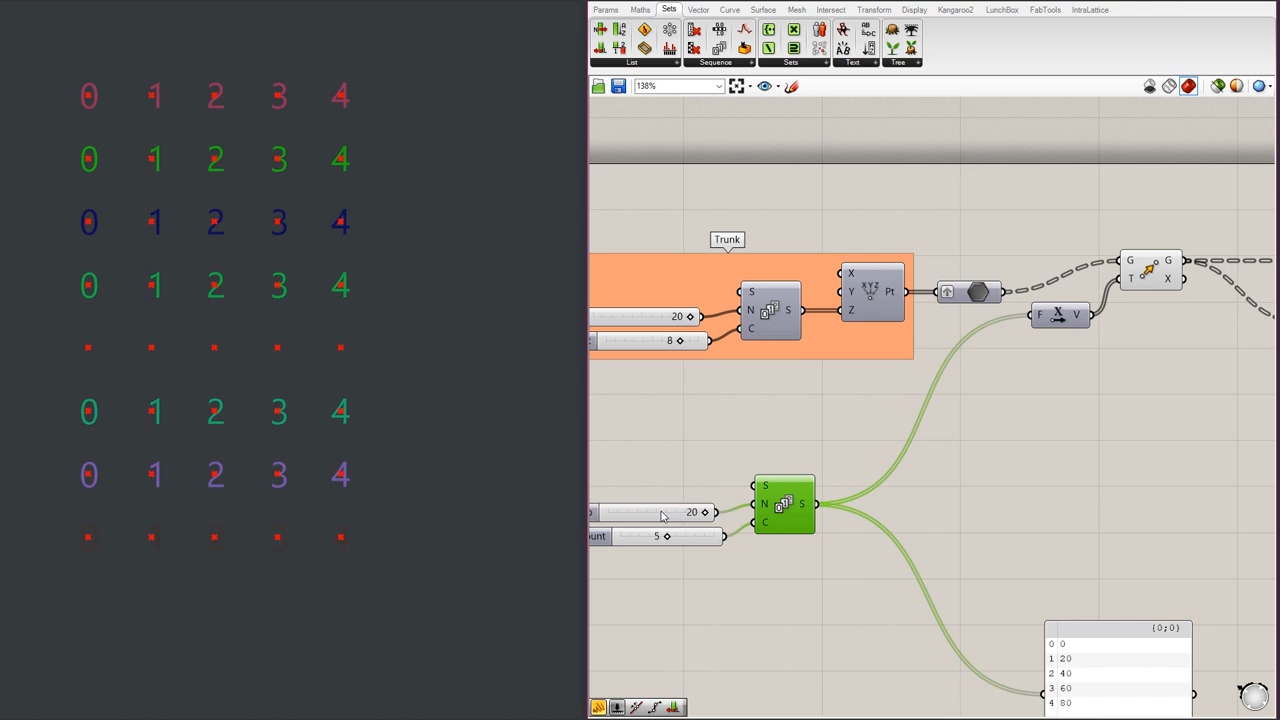 Params Maths Sets Vector Curve Surface Mesh Intersect Transform Display Kangaroo2 LunchBox FabTools IntraLattice
List Sequence Sets Text Tree
138%
0 1 2 3 4
0 1 2 3 4
0 1 2 3 4
0 1 2 3 4
0 1 2 3 4
0 1 2 3 4
Trunk
S
N
C
S
20
8
X
Y
Z
XYZ
Pt
G
T
G
X
F
X
V
S
N
C
S
20
ount 5
{0;0}
0 0
1 20
2 40
3 60
4 80